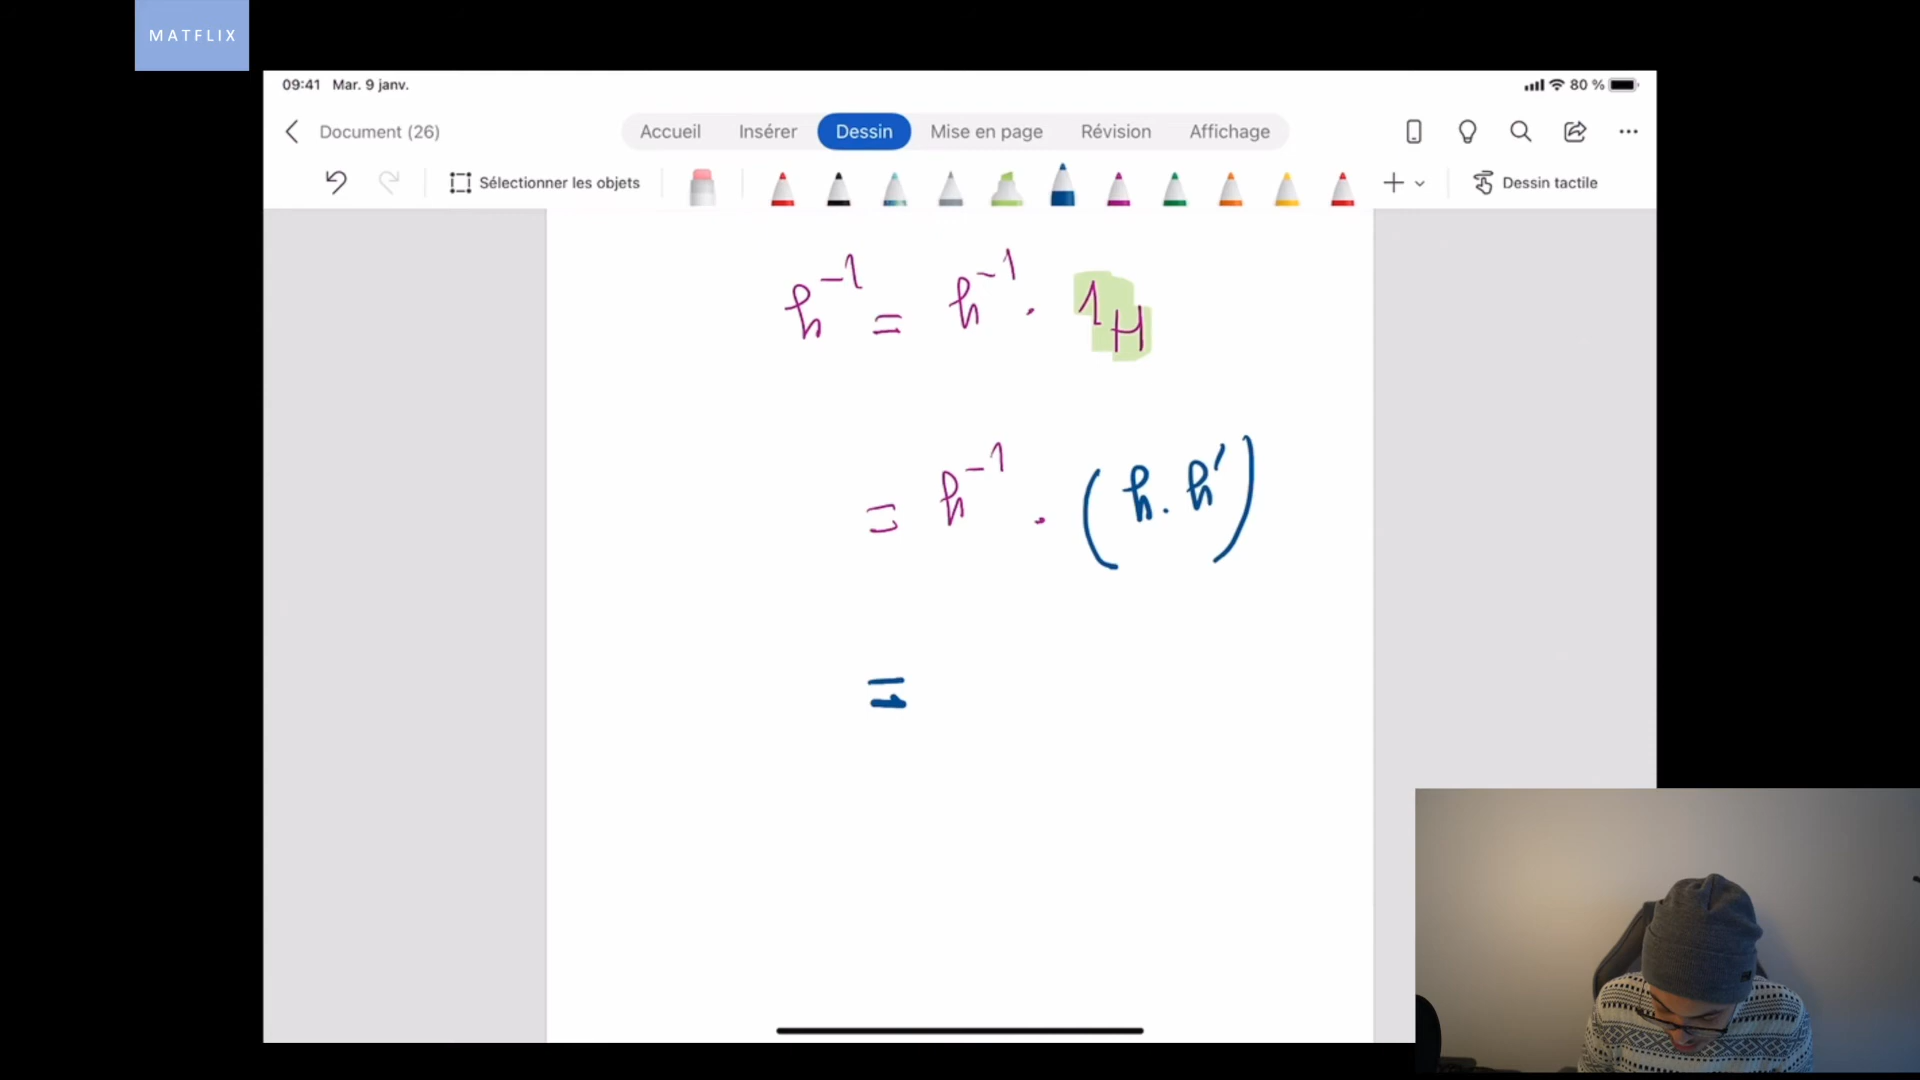 MATFLIX
09:41 Mar. 9 janv. 80 %
Document (26) Accueil Insérer Dessin Mise en page Révision Affichage
Sélectionner les objets Dessin tactile
h⁻¹ = h⁻¹ . 1_H
= h⁻¹ . (h . h')
=